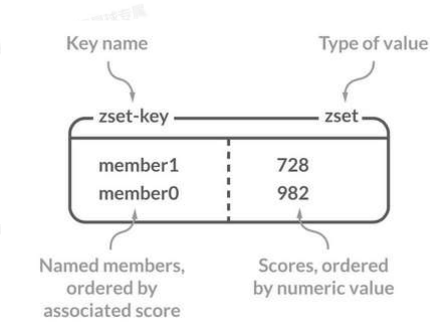 Key name
Type of value
zset-key
zset
member1
728
member0
982
Named members,
ordered by
associated score
Scores, ordered
by numeric value